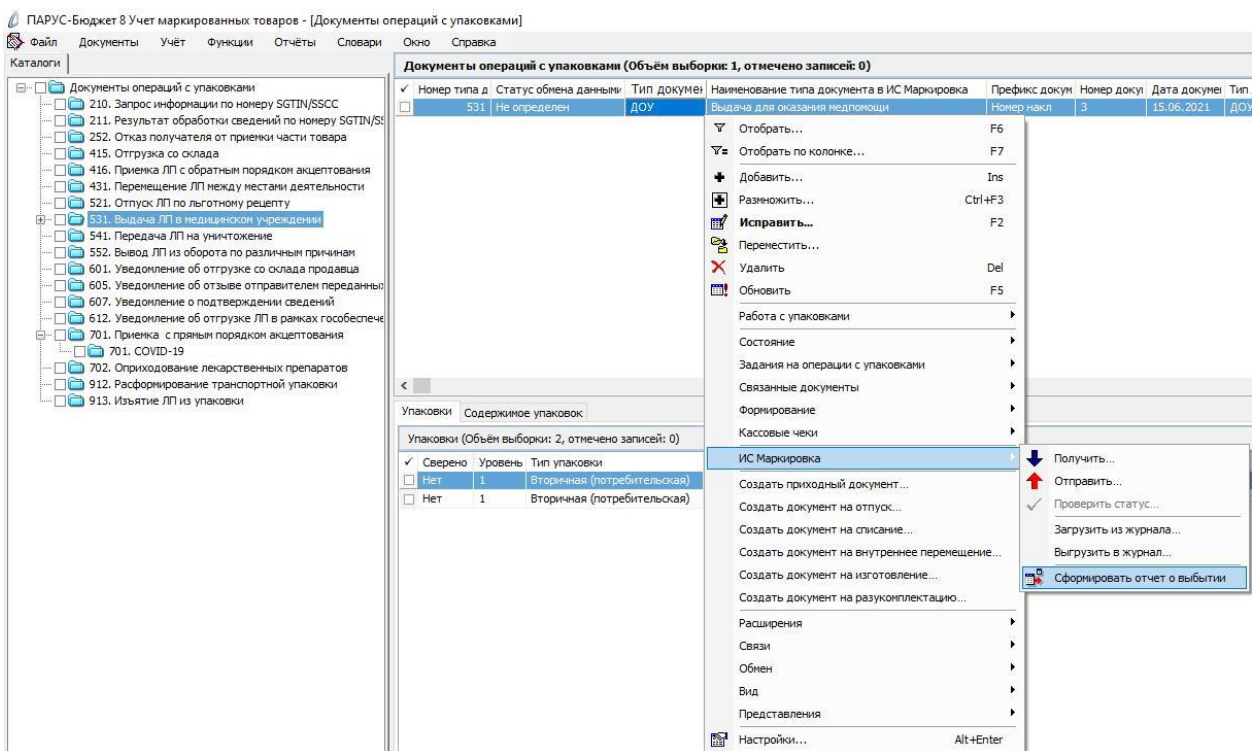 ПАРУС-Бюджет 8 Учет маркированных товаров - [Документы операций с упаковками]
Файл Документы Учёт Функции Отчёты Словари Окно Справка
Каталоги
Документы операций с упаковками
210. Запрос информации по номеру SGTIN/SSCC
211. Результат обработки сведений по номеру SGTIN/SS
252. Отказ получателя от приемки части товара
415. Отгрузка со склада
416. Приемка ЛП с обратным порядком акцептования
431. Перемещение ЛП между местами деятельности
521. Отпуск ЛП по льготному рецепту
531. Выдача ЛП в медицинском учреждении
541. Передача ЛП на уничтожение
552. Вывод ЛП из оборота по различным причинам
601. Уведомление об отгрузке со склада продавца
605. Уведомление об отзыве отправителем переданных
607. Уведомление о подтверждении сведений
612. Уведомление об отгрузке ЛП в рамках гособеспече
701. Приемка с прямым порядком акцептования
701. COVID-19
702. Оприходование лекарственных препаратов
912. Расформирование транспортной упаковки
913. Изъятие ЛП из упаковки
Документы операций с упаковками (Объём выборки: 1, отмечено записей: 0)
✓ Номер типа д Статус обмена данными Тип докумен Наименование типа документа в ИС Маркировка Префикс докум Номер докуı Дата докумеı Тип
531 Не определен ДОУ Выдача для оказания медпомощи Номер накл 3 15.06.2021 ДОУ
Отобрать... F6
Отобрать по колонке... F7
Добавить... Ins
Размножить... Ctrl+F3
Исправить... F2
Переместить...
Удалить Del
Обновить F5
Работа с упаковками
Состояние
Задания на операции с упаковками
Связанные документы
Формирование
Кассовые чеки
ИС Маркировка
Создать приходный документ...
Создать документ на отпуск...
Создать документ на списание...
Создать документ на внутреннее перемещение...
Создать документ на изготовление...
Создать документ на разукомплектацию...
Расширения
Связи
Обмен
Вид
Представления
Настройки... Alt+Enter
Получить...
Отправить...
Проверить статус...
Загрузить из журнала...
Выгрузить в журнал...
Сформировать отчет о выбытии
Упаковки Содержимое упаковок
Упаковки (Объём выборки: 2, отмечено записей: 0)
✓ Сверено Уровень Тип упаковки
Нет 1 Вторичная (потребительская)
Нет 1 Вторичная (потребительская)